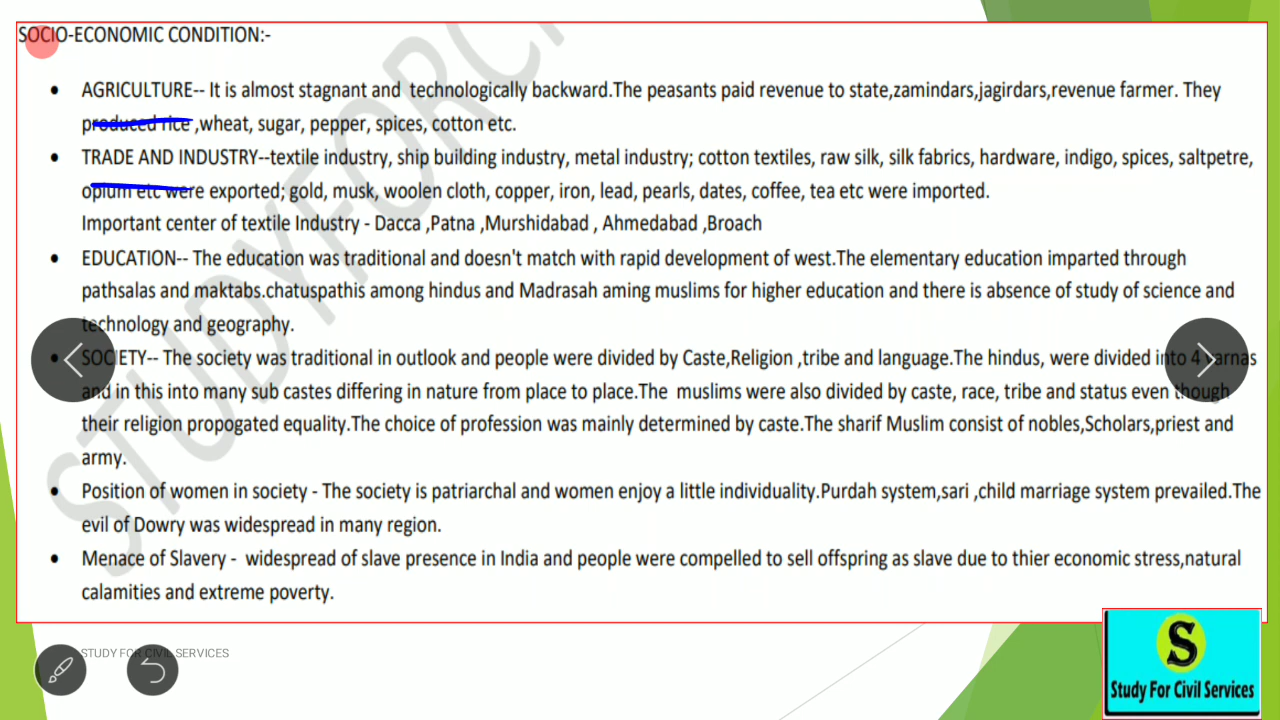 SOCIO-ECONOMIC CONDITION:-
• AGRICULTURE-- It is almost stagnant and technologically backward.The peasants paid revenue to state,zamindars,jagirdars,revenue farmer. They
produced rice ,wheat, sugar, pepper, spices, cotton etc.
• TRADE AND INDUSTRY--textile industry, ship building industry, metal industry; cotton textiles, raw silk, silk fabrics, hardware, indigo, spices, saltpetre,
opium etc were exported; gold, musk, woolen cloth, copper, iron, lead, pearls, dates, coffee, tea etc were imported.
Important center of textile Industry - Dacca ,Patna ,Murshidabad , Ahmedabad ,Broach
• EDUCATION-- The education was traditional and doesn't match with rapid development of west.The elementary education imparted through
pathsalas and maktabs.chatuspathis among hindus and Madrasah aming muslims for higher education and there is absence of study of science and
technology and geography.
• SOCIETY-- The society was traditional in outlook and people were divided by Caste,Religion ,tribe and language.The hindus, were divided into 4 varnas
and in this into many sub castes differing in nature from place to place.The muslims were also divided by caste, race, tribe and status even though
their religion propogated equality.The choice of profession was mainly determined by caste.The sharif Muslim consist of nobles,Scholars,priest and
army.
• Position of women in society - The society is patriarchal and women enjoy a little individuality.Purdah system,sari ,child marriage system prevailed.The
evil of Dowry was widespread in many region.
• Menace of Slavery - widespread of slave presence in India and people were compelled to sell offspring as slave due to thier economic stress,natural
calamities and extreme poverty.
STUDY FOR CIVIL SERVICES
S
Study For Civil Services
STUDYFORC